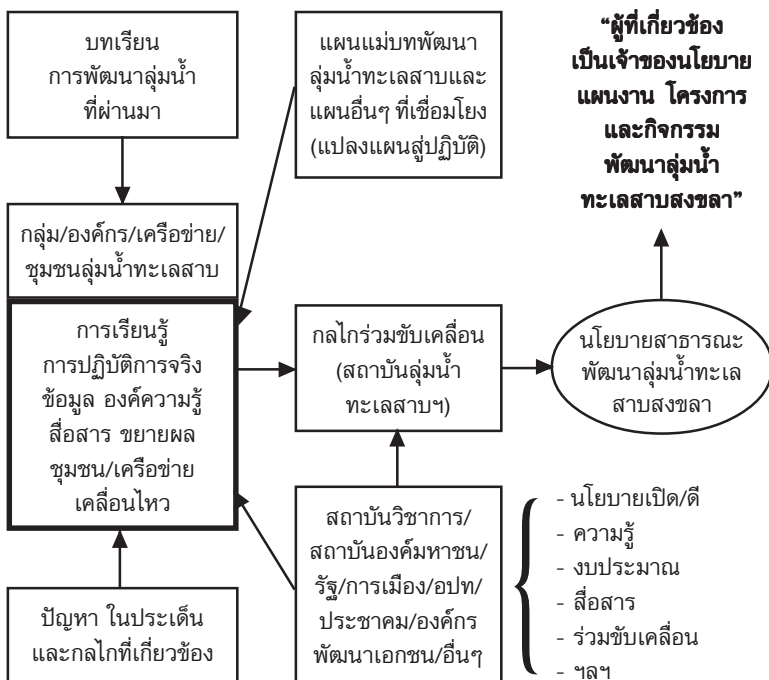 บทเรียน
การพัฒนาลุ่มน้ำ
ที่ผ่านมา
แผนแม่บทพัฒนา
ลุ่มน้ำทะเลสาบและ
แผนอื่นๆ ที่เชื่อมโยง
(แปลงแผนสู่ปฏิบัติ)
“ผู้ที่เกี่ยวข้อง
เป็นเจ้าของนโยบาย
แผนงาน โครงการ
และกิจกรรม
พัฒนาลุ่มน้ำ
ทะเลสาบสงขลา”
กลุ่ม/องค์กร/เครือข่าย/
ชุมชนลุ่มน้ำทะเลสาบ
การเรียนรู้
การปฏิบัติการจริง
ข้อมูล องค์ความรู้
สื่อสาร ขยายผล
ชุมชน/เครือข่าย
เคลื่อนไหว
กลไกร่วมขับเคลื่อน
(สถาบันลุ่มน้ำ
ทะเลสาบฯ)
นโยบายสาธารณะ
พัฒนาลุ่มน้ำทะเล
สาบสงขลา
ปัญหา ในประเด็น
และกลไกที่เกี่ยวข้อง
สถาบันวิชาการ/
สถาบันองค์มหาชน/
รัฐ/การเมือง/อปท/
ประชาคม/องค์กร
พัฒนาเอกชน/อื่นๆ
- นโยบายเปิด/ดี
- ความรู้
- งบประมาณ
- สื่อสาร
- ร่วมขับเคลื่อน
- ฯลฯ